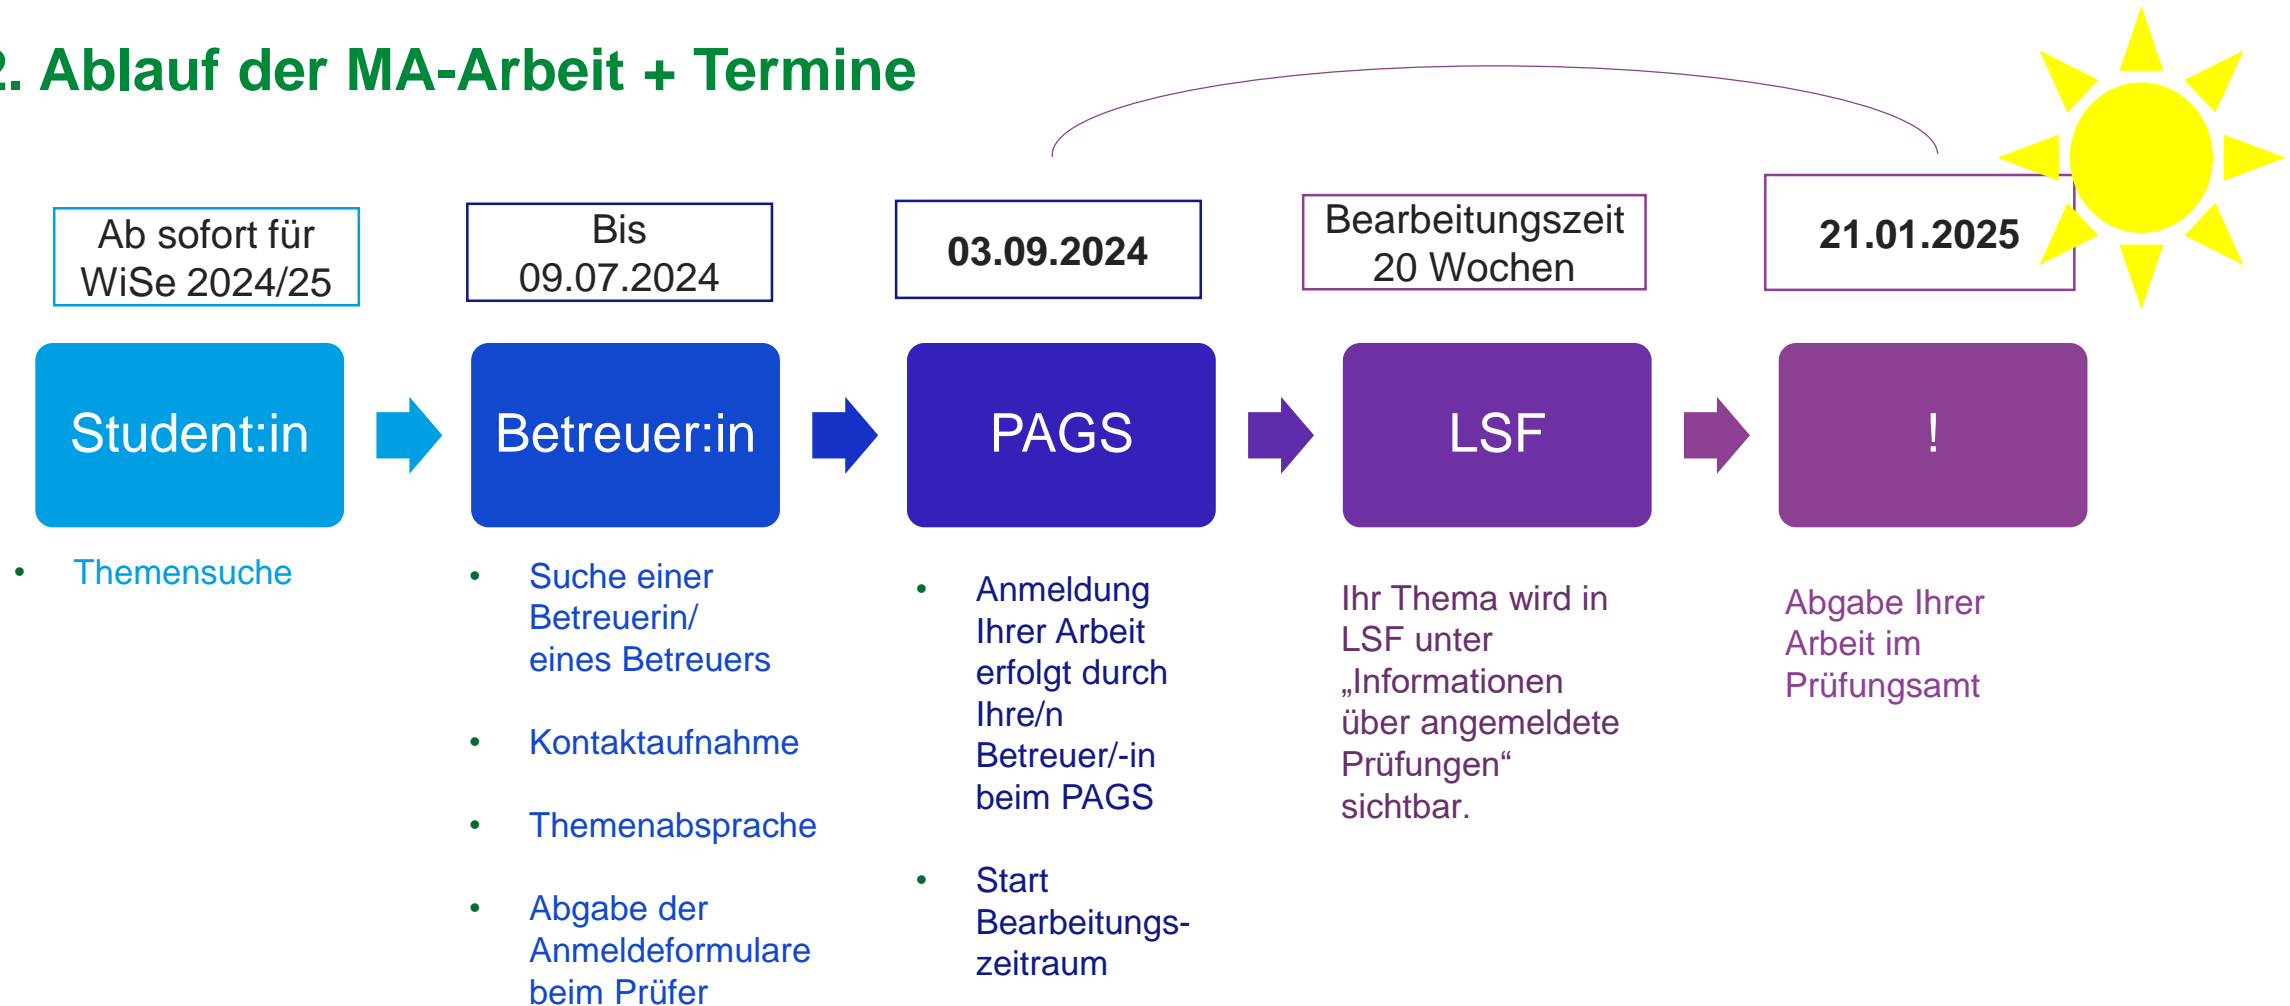 2. Ablauf der MA-Arbeit + Termine
Ab sofort für
WiSe 2024/25
Bis
09.07.2024
03.09.2024
Bearbeitungszeit
20 Wochen
21.01.2025
Student:in
Betreuer:in
PAGS
LSF
!
• Themensuche
• Suche einer
Betreuerin/
eines Betreuers
• Kontaktaufnahme
• Themenabsprache
• Abgabe der
Anmeldeformulare
beim Prüfer
• Anmeldung
Ihrer Arbeit
erfolgt durch
Ihre/n
Betreuer/-in
beim PAGS
• Start
Bearbeitungs-
zeitraum
Ihr Thema wird in
LSF unter
„Informationen
über angemeldete
Prüfungen“
sichtbar.
Abgabe Ihrer
Arbeit im
Prüfungsamt